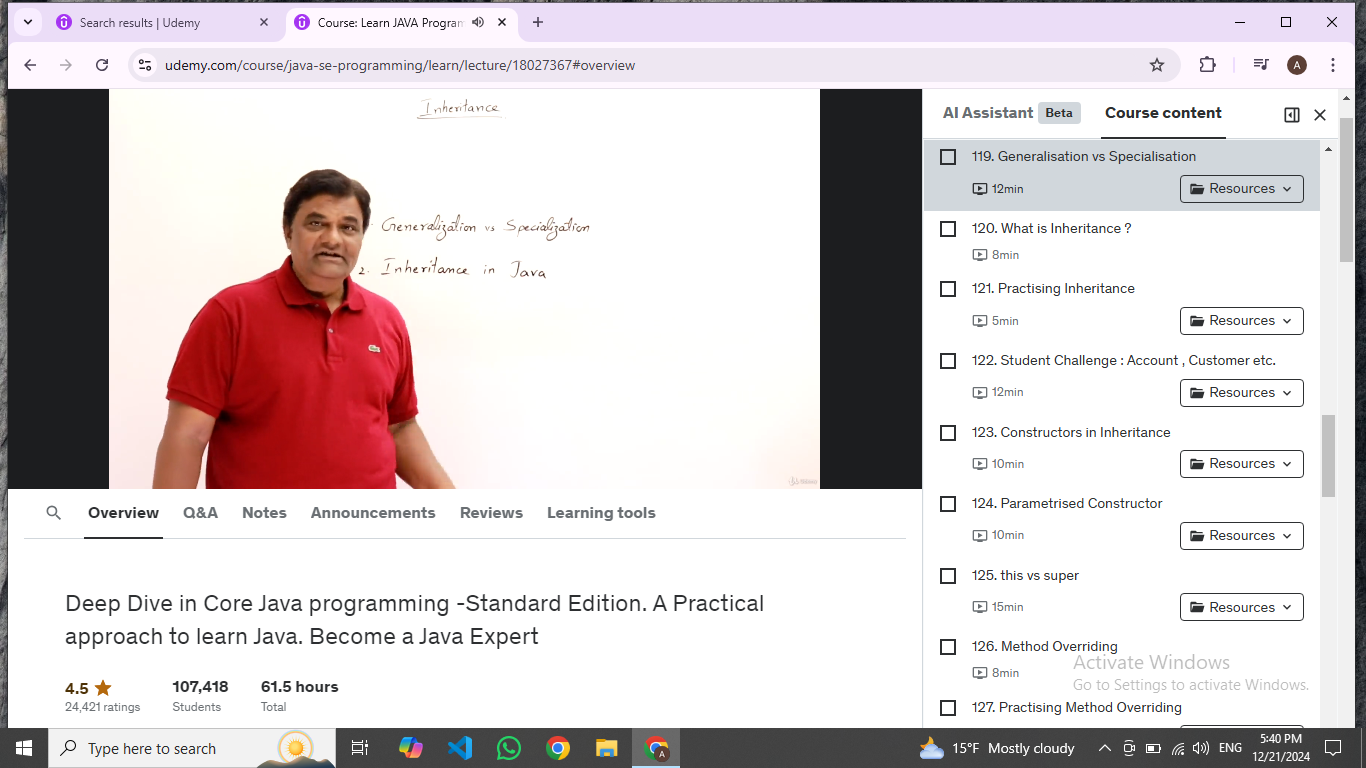 Search results | Udemy
Course: Learn JAVA Program
udemy.com/course/java-se-programming/learn/lecture/18027367#overview
A
Inheritance
Generalization vs Specialization
2. Inheritance in Java
AI Assistant Beta Course content
119. Generalisation vs Specialisation
12min Resources
120. What is Inheritance ?
8min
121. Practising Inheritance
5min Resources
122. Student Challenge : Account , Customer etc.
12min Resources
123. Constructors in Inheritance
10min Resources
124. Parametrised Constructor
10min Resources
125. this vs super
15min Resources
126. Method Overriding
8min
127. Practising Method Overriding
Overview Q&A Notes Announcements Reviews Learning tools
Deep Dive in Core Java programming -Standard Edition. A Practical
approach to learn Java. Become a Java Expert
4.5 107,418 61.5 hours
24,421 ratings Students Total
Activate Windows
Go to Settings to activate Windows.
Type here to search
A
15°F Mostly cloudy
ENG
5:40 PM
12/21/2024